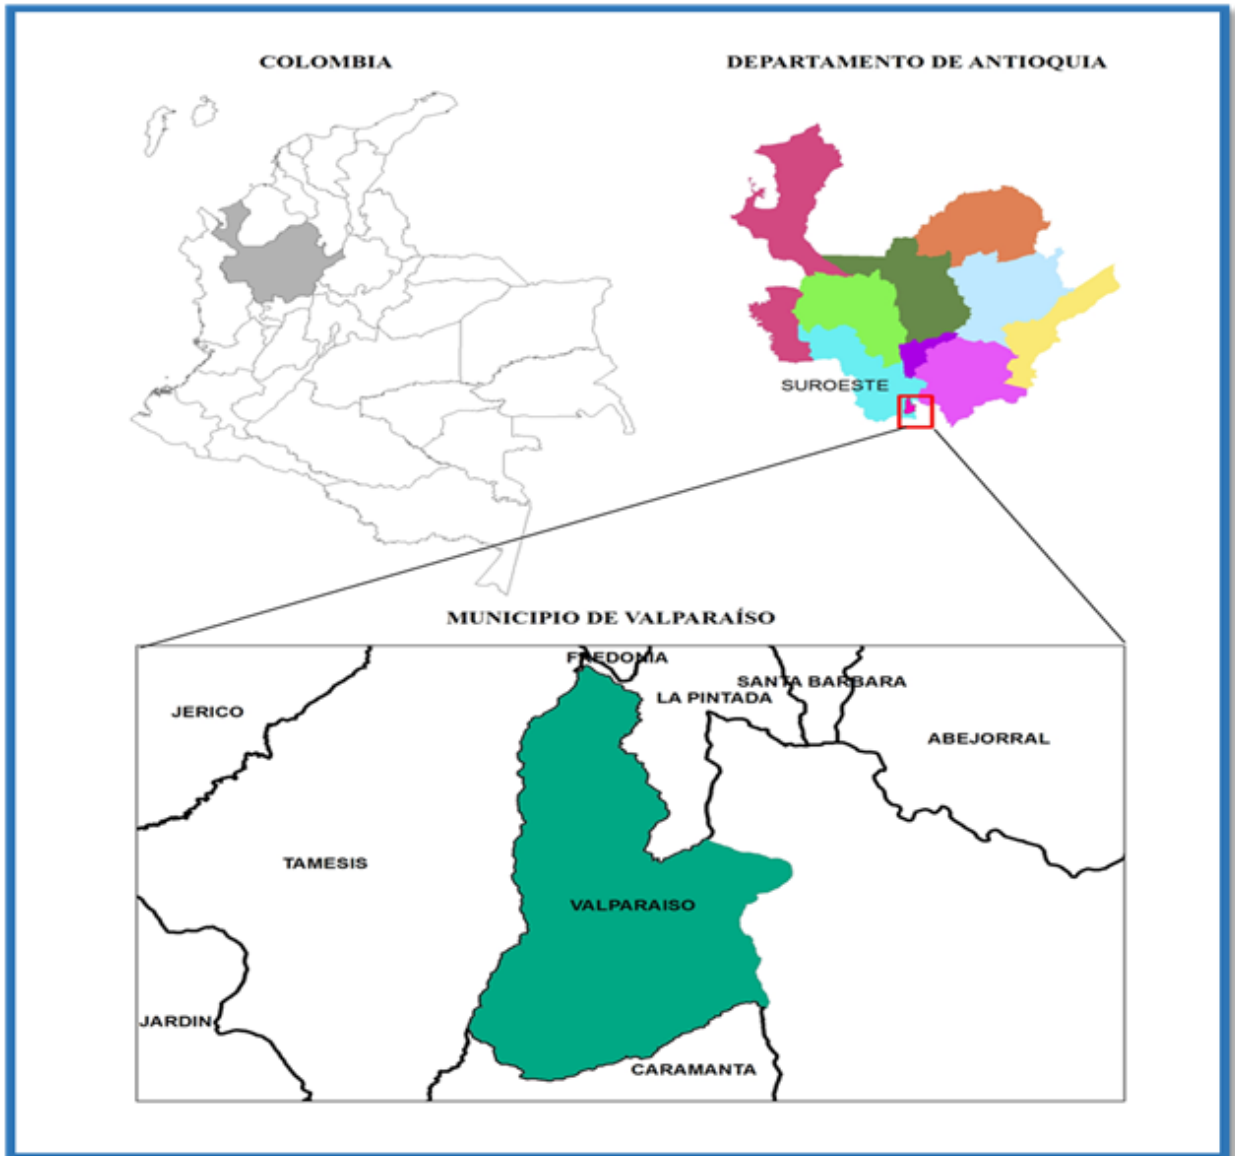 COLOMBIA
DEPARTAMENTO DE ANTIOQUIA
SUROESTE
MUNICIPIO DE VALPARAÍSO
FREDONIA
SANTA BARBARA
LA PINTADA
JERICO
ABEJORRAL
TAMESIS
VALPARAISO
JARDIN
CARAMANTA